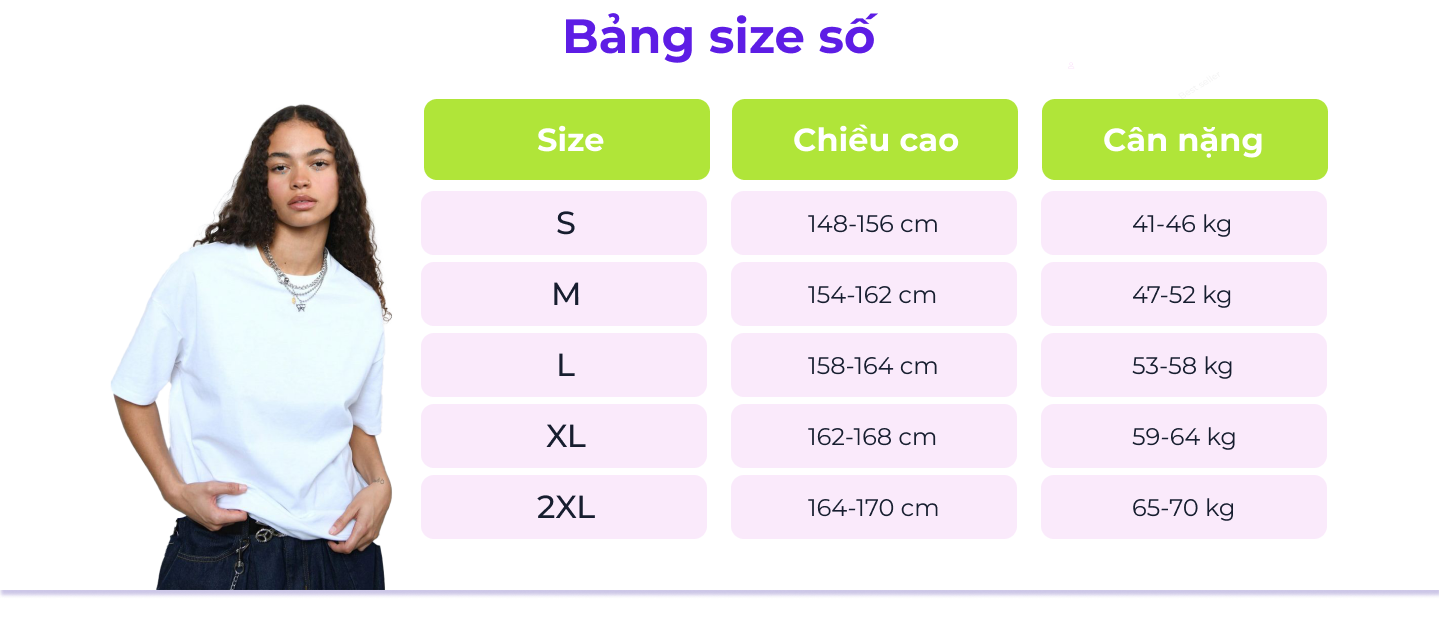 Bảng size số
Size Chiều cao Cân nặng
S 148-156 cm 41-46 kg
M 154-162 cm 47-52 kg
L 158-164 cm 53-58 kg
XL 162-168 cm 59-64 kg
2XL 164-170 cm 65-70 kg